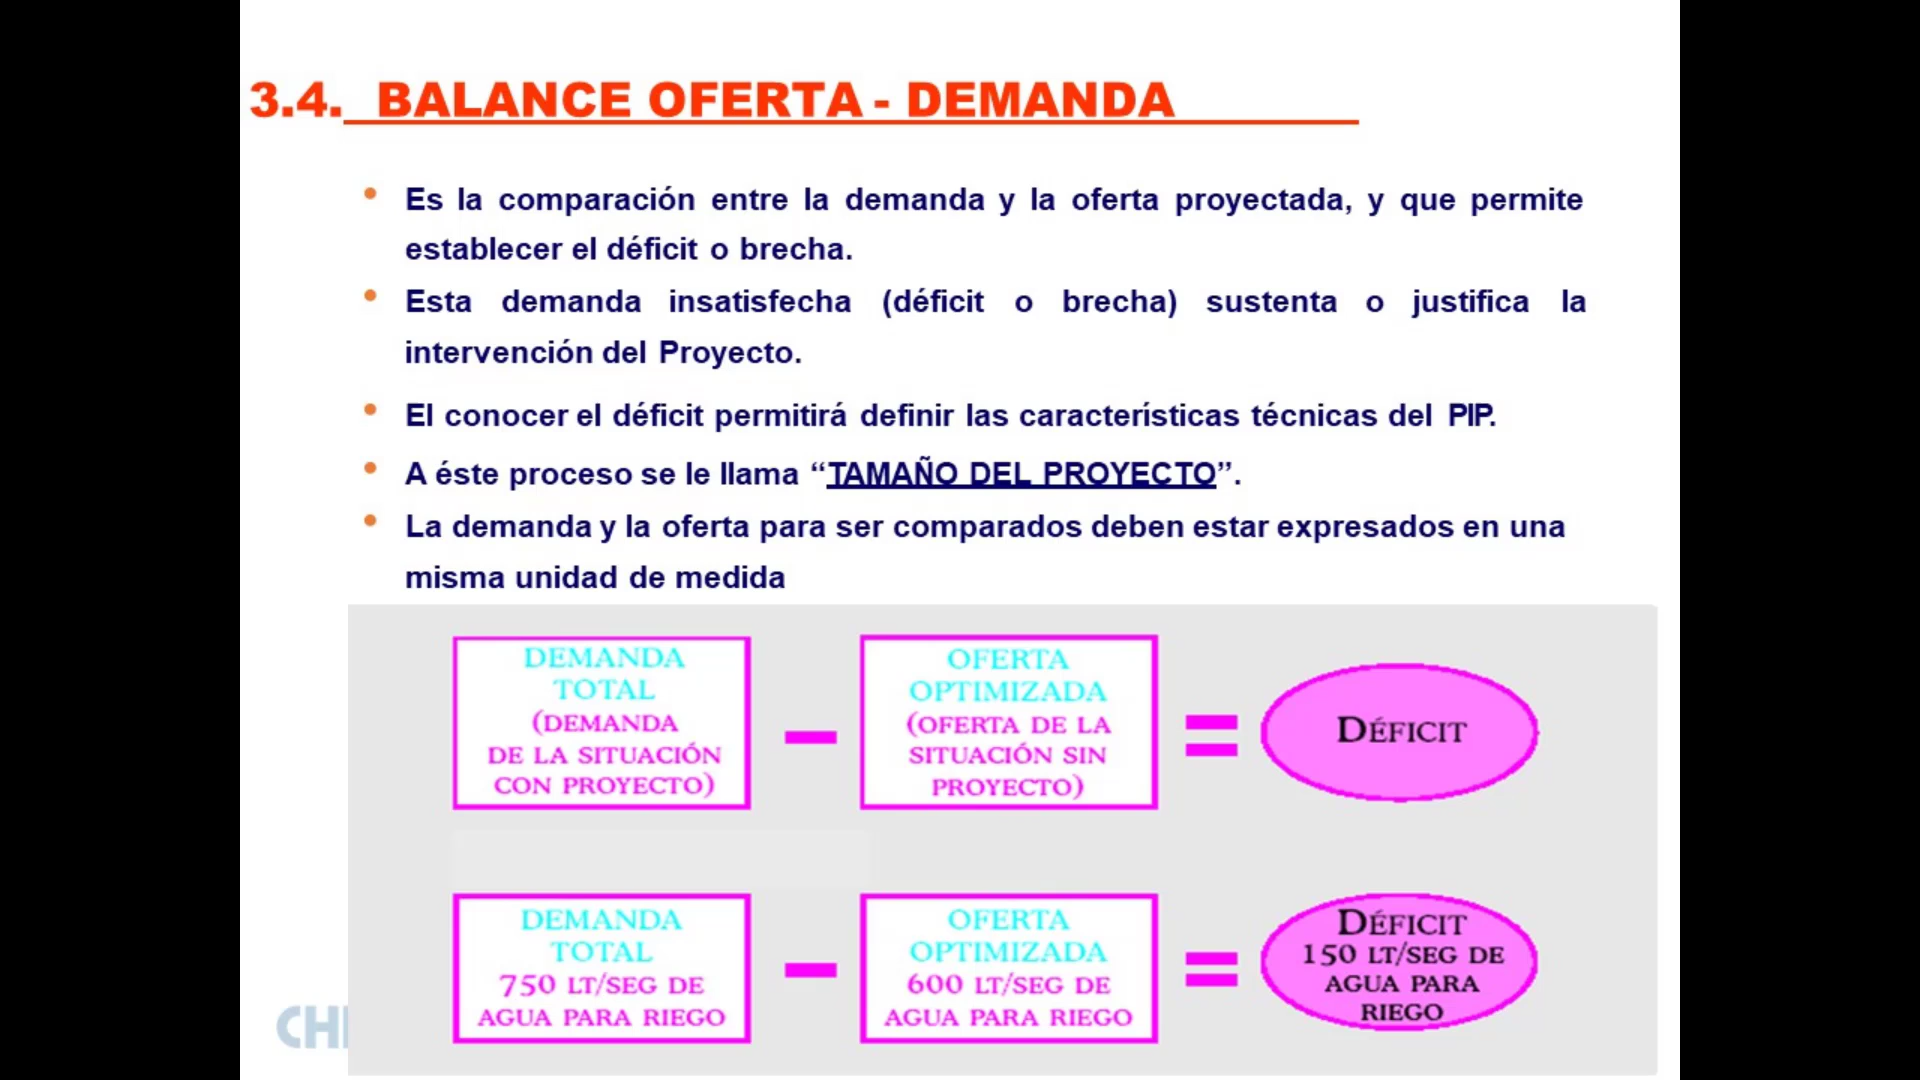 3.4. BALANCE OFERTA - DEMANDA
• Es la comparación entre la demanda y la oferta proyectada, y que permite
establecer el déficit o brecha.
• Esta demanda insatisfecha (déficit o brecha) sustenta o justifica la
intervención del Proyecto.
• El conocer el déficit permitirá definir las características técnicas del PIP.
• A éste proceso se le llama “TAMAÑO DEL PROYECTO”.
• La demanda y la oferta para ser comparados deben estar expresados en una
misma unidad de medida
DEMANDA
TOTAL
(DEMANDA
DE LA SITUACIÓN
CON PROYECTO)
–
OFERTA
OPTIMIZADA
(OFERTA DE LA
SITUACIÓN SIN
PROYECTO)
=
DÉFICIT
DEMANDA
TOTAL
750 LT/SEG DE
AGUA PARA RIEGO
–
OFERTA
OPTIMIZADA
600 LT/SEG DE
AGUA PARA RIEGO
=
DÉFICIT
150 LT/SEG DE
AGUA PARA
RIEGO